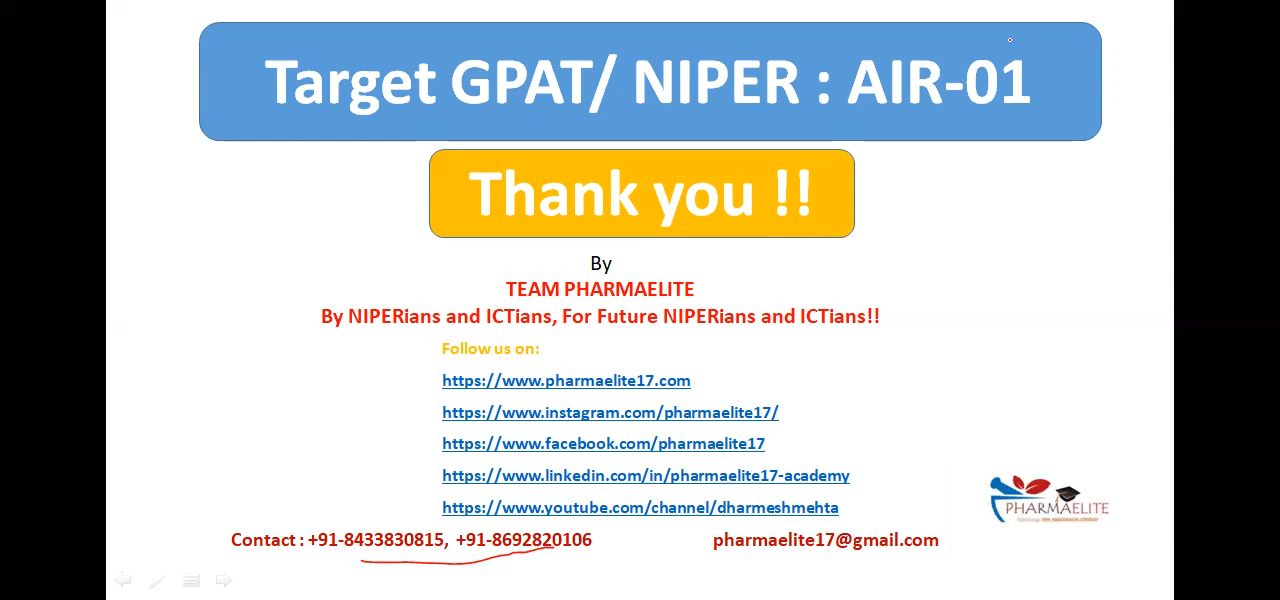 Target GPAT/ NIPER : AIR-01
Thank you !!
By
TEAM PHARMAELITE
By NIPERians and ICTians, For Future NIPERians and ICTians!!
Follow us on:
https://www.pharmaelite17.com
https://www.instagram.com/pharmaelite17/
https://www.facebook.com/pharmaelite17
https://www.linkedin.com/in/pharmaelite17-academy
https://www.youtube.com/channel/dharmeshmehta
PHARMAELITE
Contact : +91-8433830815, +91-8692820106 pharmaelite17@gmail.com